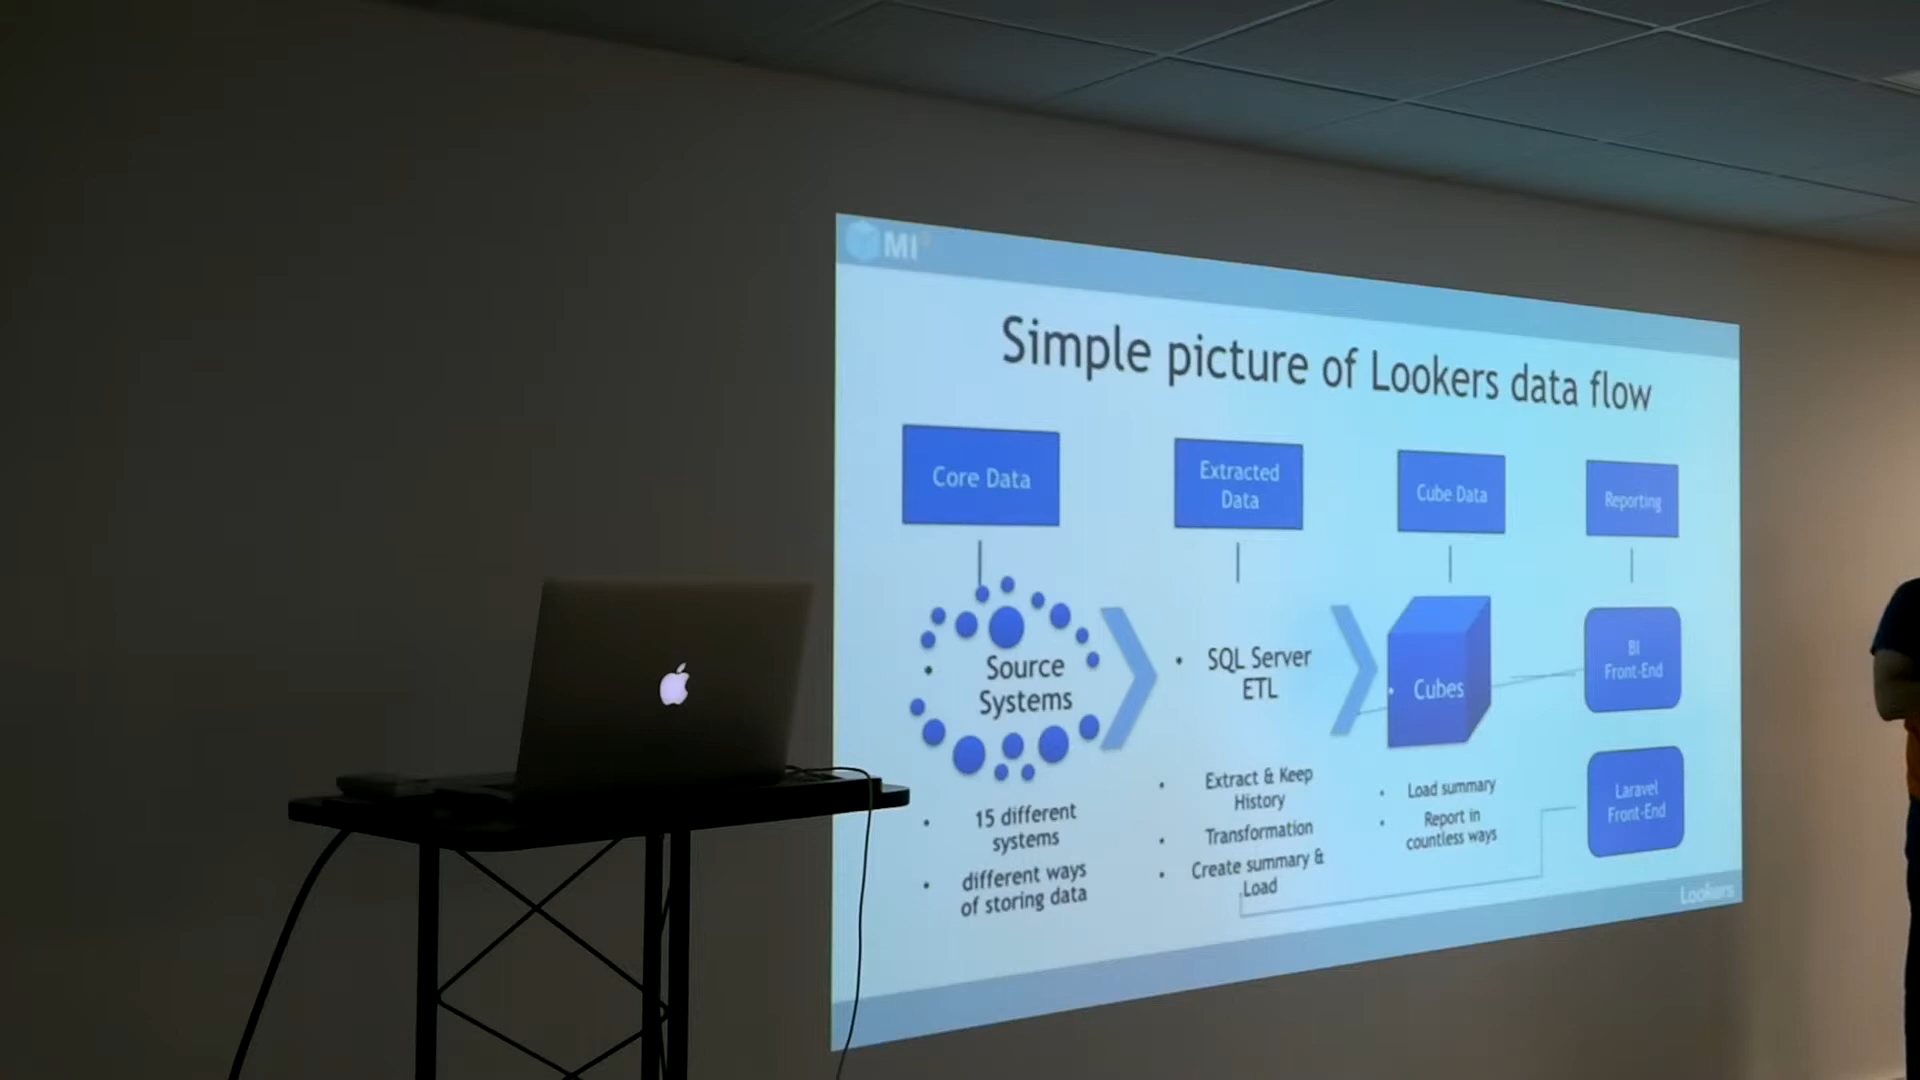 MI
Simple picture of Lookers data flow
Core Data
Extracted
Data
Cube Data
Reporting
• Source
Systems
• SQL Server
ETL
• Cubes
BI
Front-End
• 15 different
systems
• different ways
of storing data
• Extract & Keep
History
• Transformation
• Create summary &
Load
• Load summary
• Report in
countless ways
Laravel
Front-End
Lookers